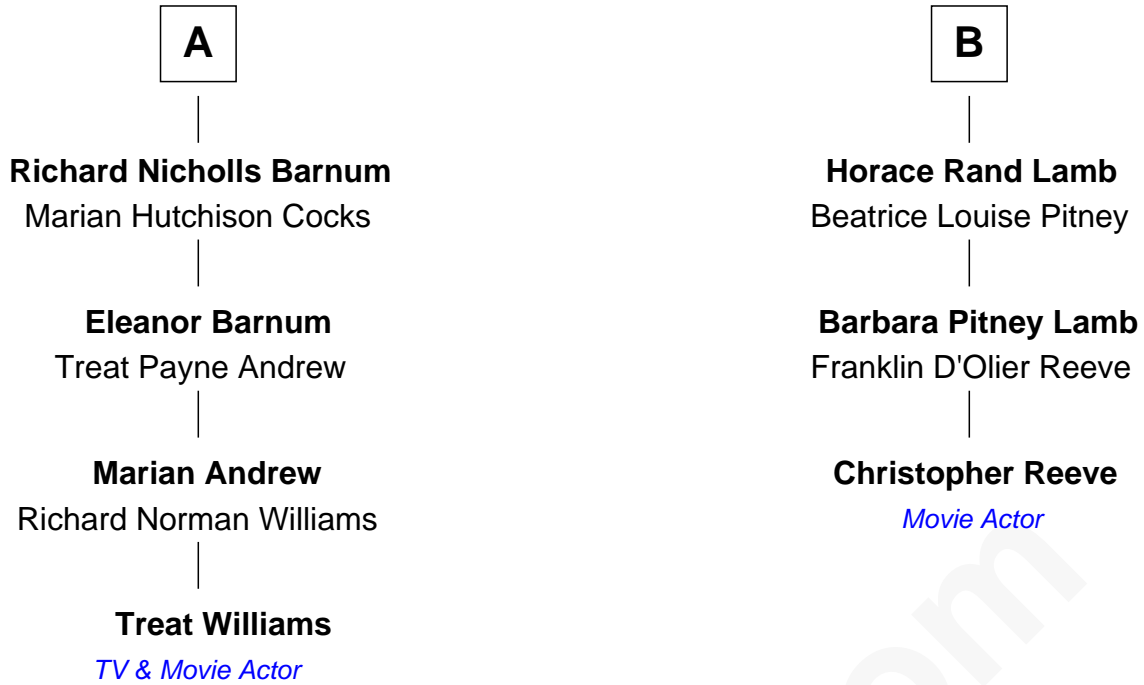 A
Richard Nicholls Barnum
Marian Hutchison Cocks
Eleanor Barnum
Treat Payne Andrew
Marian Andrew
Richard Norman Williams
Treat Williams
TV & Movie Actor
B
Horace Rand Lamb
Beatrice Louise Pitney
Barbara Pitney Lamb
Franklin D'Olier Reeve
Christopher Reeve
Movie Actor
om